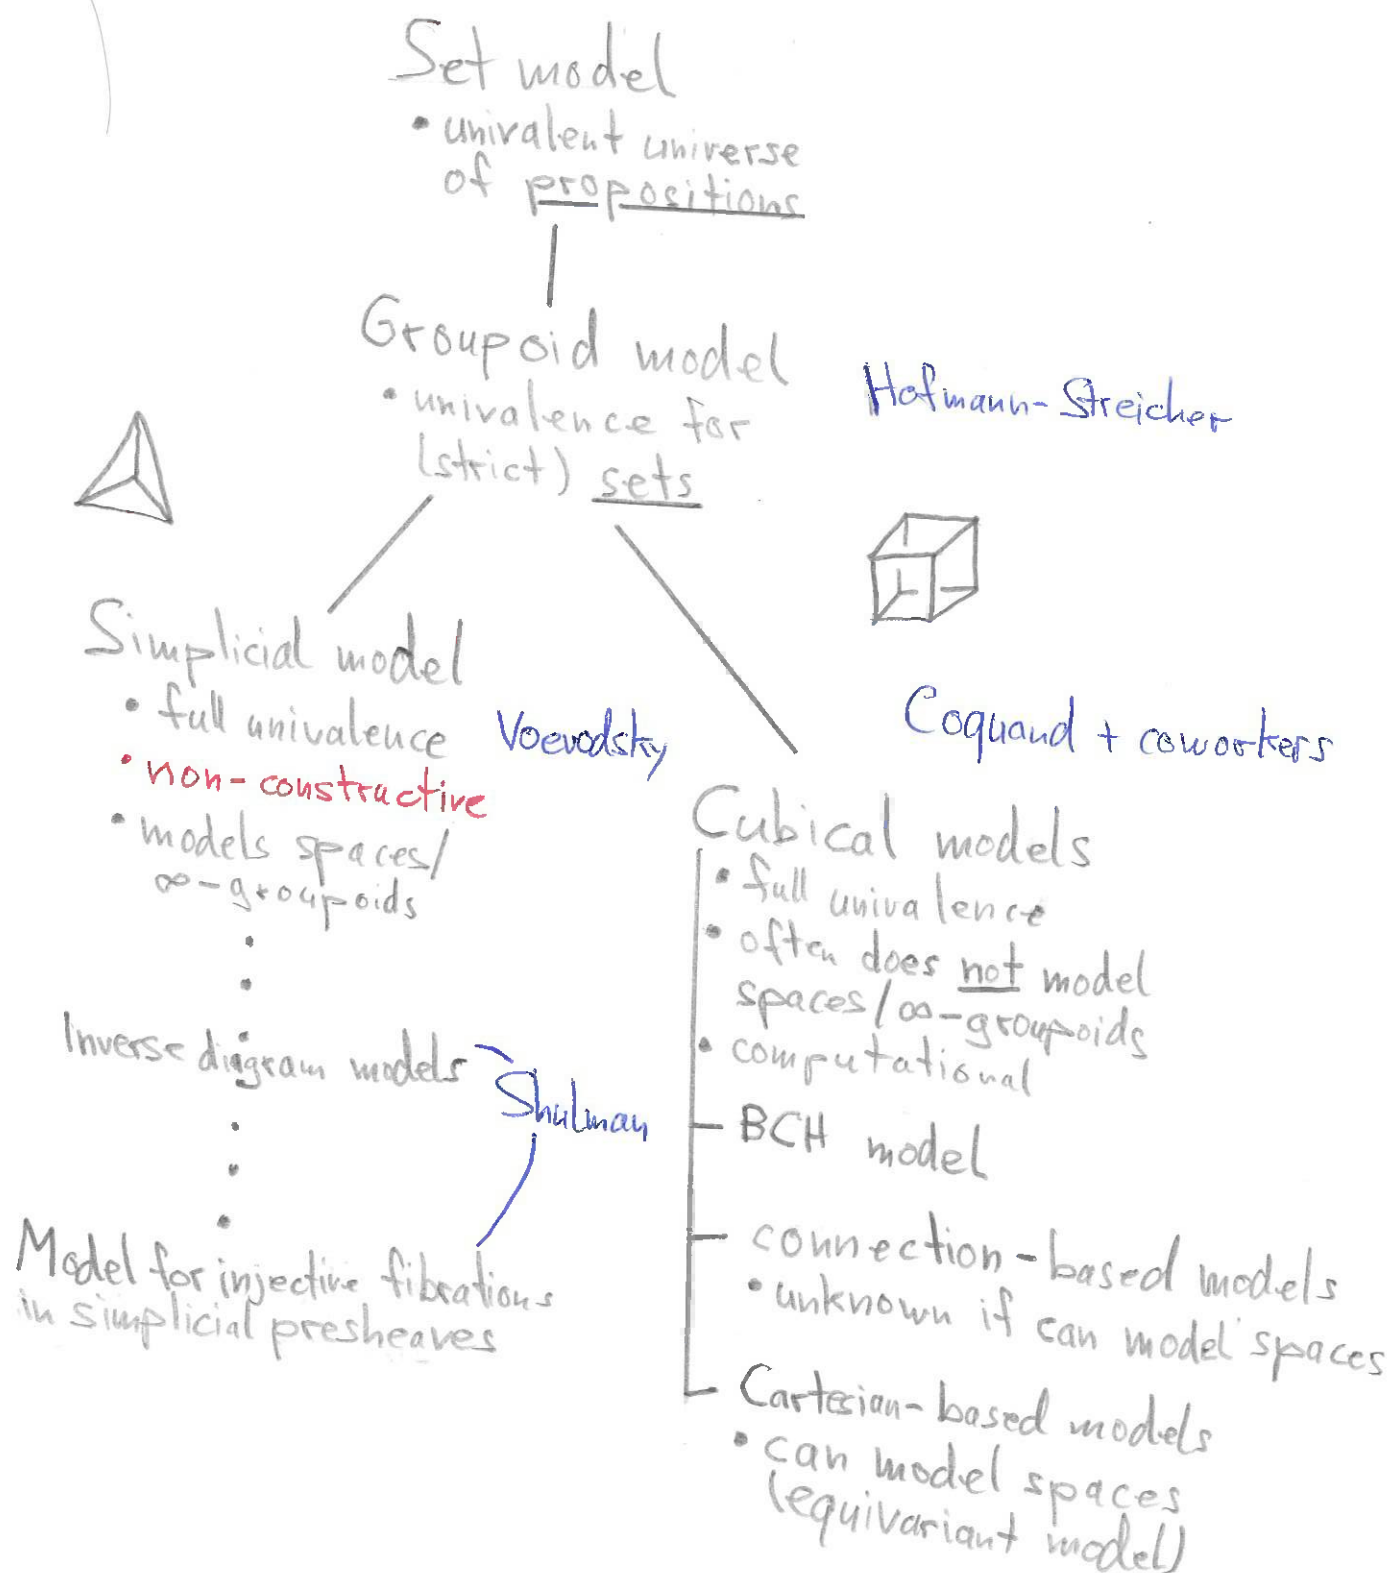 Set model
• univalent universe
of propositions
Groupoid model
• univalence for
(strict) sets
Hofmann-Streicher
Simplicial model
• full univalence
• non-constructive
• models spaces/
∞-groupoids
Voevodsky
Inverse diagram models
Shulman
Model for injective fibrations
in simplicial presheaves
Coquand + coworkers
Cubical models
• full univalence
• often does not model
spaces/∞-groupoids
• computational
BCH model
connection-based models
• unknown if can model spaces
Cartesian-based models
• can model spaces
(equivariant model)